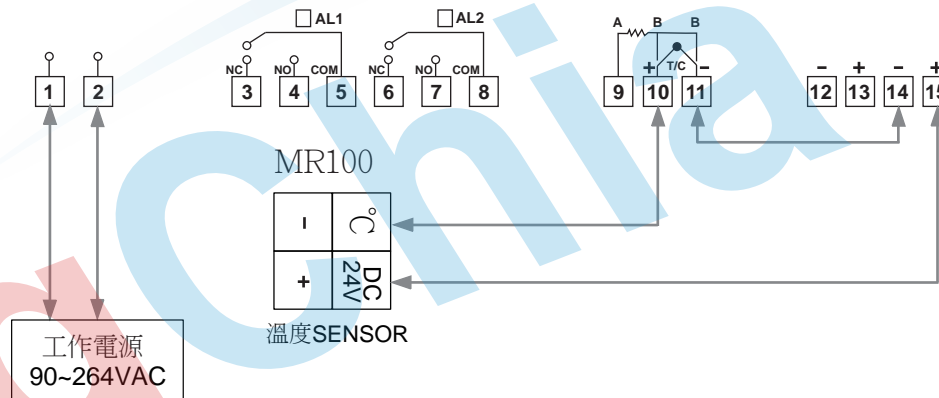 AL1
AL2
A B B
NC NO COM NC NO COM + T/C −
− + − +
1 2 3 4 5 6 7 8 9 10 11 12 13 14 15
MR100
− °C
+ DC 24V
溫度SENSOR
工作電源
90~264VAC
Chia